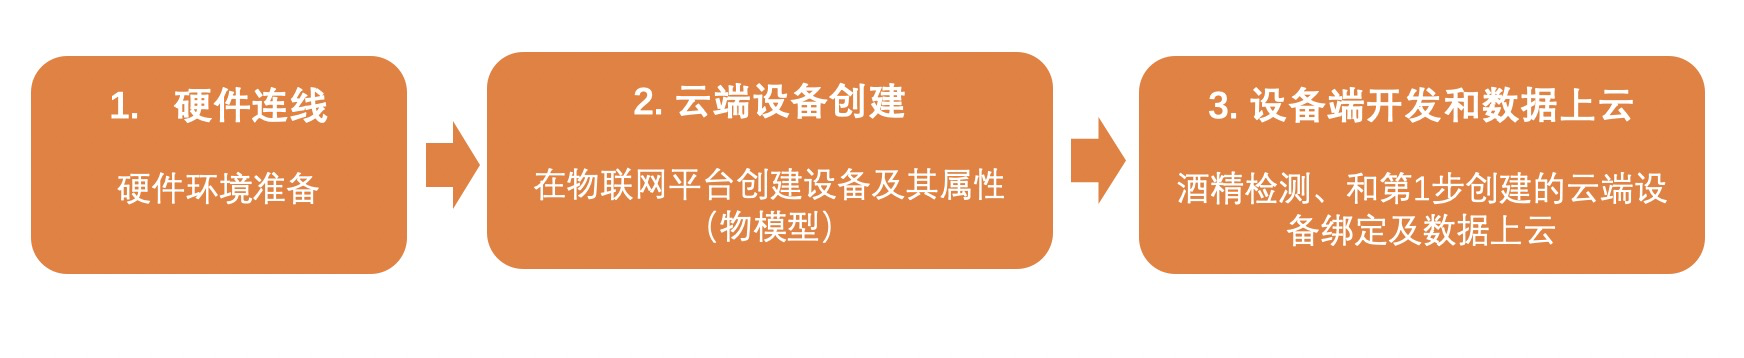 1. 硬件连线
硬件环境准备
2. 云端设备创建
在物联网平台创建设备及其属性
（物模型）
3. 设备端开发和数据上云
酒精检测、和第1步创建的云端设
备绑定及数据上云